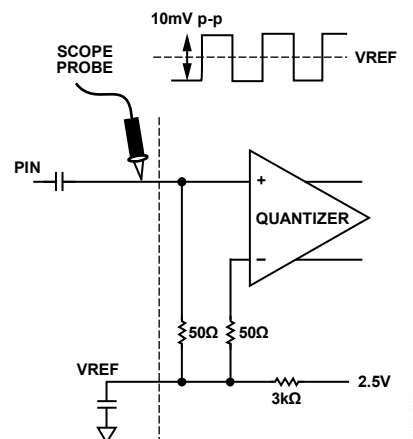 10mV p-p
VREF
SCOPE
PROBE
PIN
+
QUANTIZER
−
50Ω
50Ω
VREF
2.5V
3kΩ